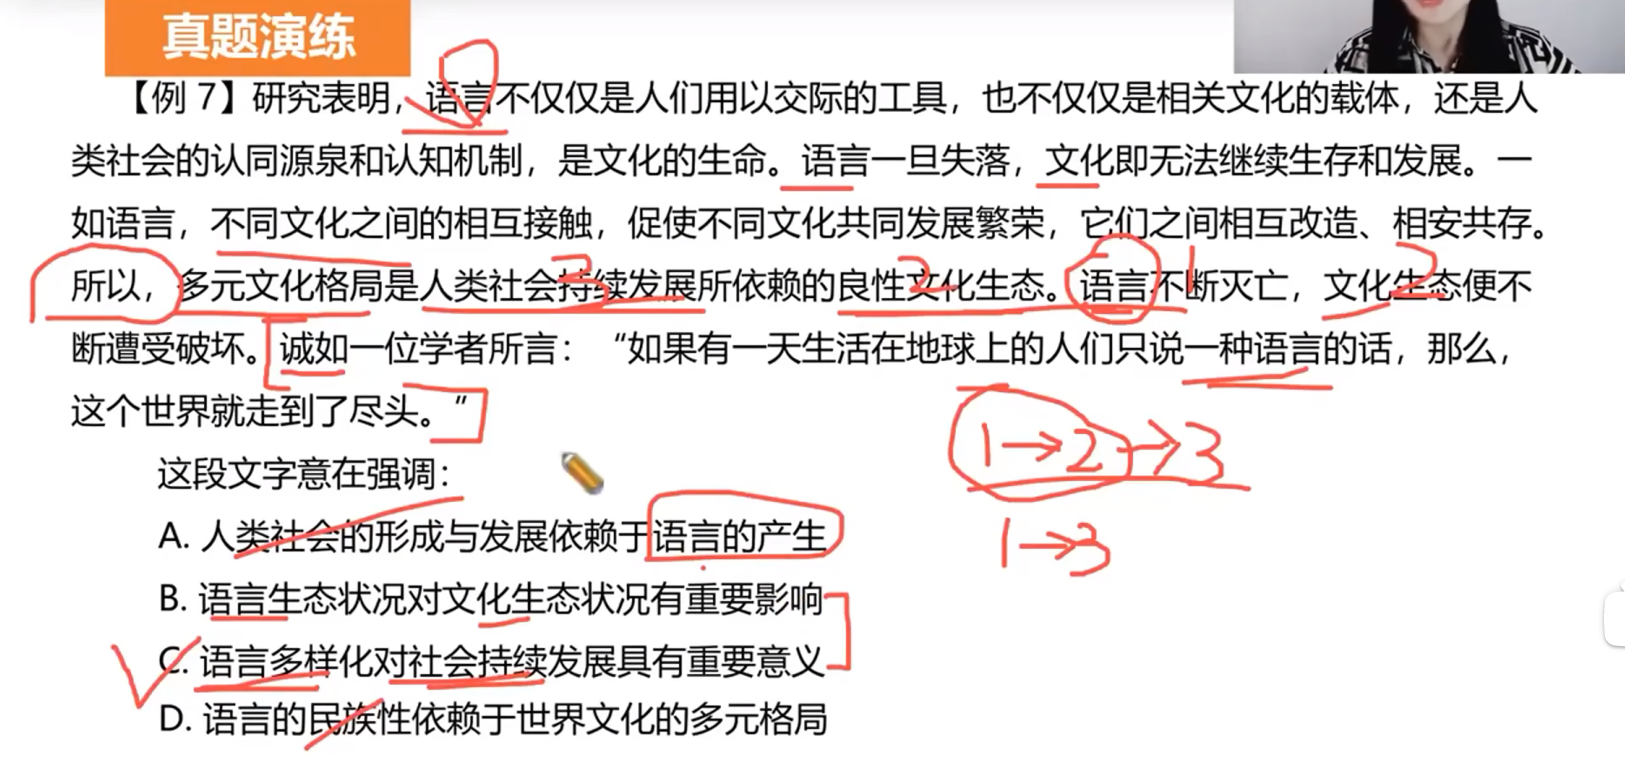 真题演练
【例 7】研究表明，语言不仅仅是人们用以交际的工具，也不仅仅是相关文化的载体，还是人
类社会的认同源泉和认知机制，是文化的生命。语言一旦失落，文化即无法继续生存和发展。一
如语言，不同文化之间的相互接触，促使不同文化共同发展繁荣，它们之间相互改造、相安共存。
所以，多元文化格局是人类社会持续发展所依赖的良性文化生态。语言不断灭亡，文化生态便不
断遭受破坏。诚如一位学者所言：“如果有一天生活在地球上的人们只说一种语言的话，那么，
这个世界就走到了尽头。”
3
2
1
2
1→2→3
1→3
这段文字意在强调：
A. 人类社会的形成与发展依赖于语言的产生
B. 语言生态状况对文化生态状况有重要影响
C. 语言多样化对社会持续发展具有重要意义
D. 语言的民族性依赖于世界文化的多元格局